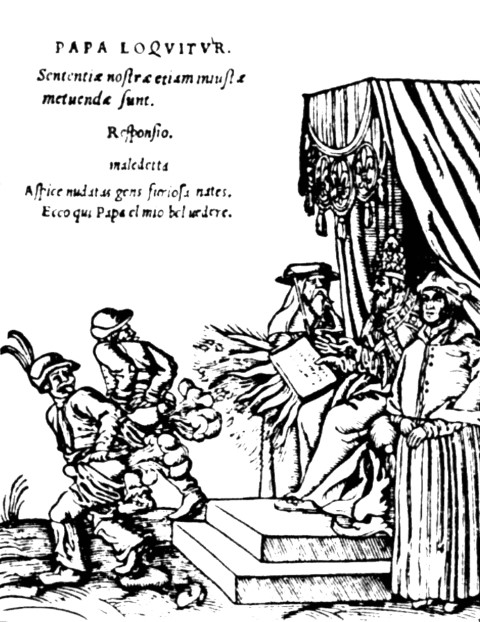 PAPA LOQVITVR.
Sententiæ nostræ etiam iniustæ
metuendæ sunt.
Responsio.
maledetta
Aspice nudatas gens furiosa nates.
Ecco qui Papa el mio bel uedere.